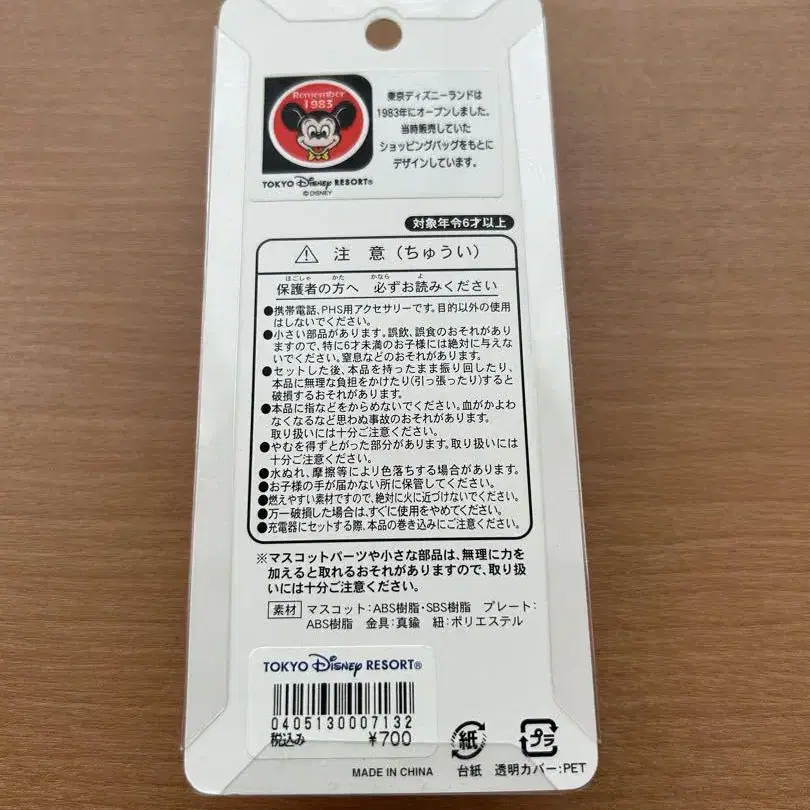 Remember
1983
TOKYO Disney RESORT®
©DISNEY
東京ディズニーランドは
1983年にオープンしました。
当時販売していた
ショッピングバッグをもとに
デザインしています。
対象年令6才以上
注 意 (ちゅうい)
ほごしゃ かた かなら よ
保護者の方へ 必ずお読みください
●携帯電話、PHS用アクセサリーです。目的以外の使用
はしないでください。
●小さい部品があります。誤飲、誤食のおそれがあり
ますので、特に6才未満のお子様には絶対に与えな
いでください。窒息などのおそれがあります。
●セットした後、本品を持ったまま振り回したり、
本品に無理な負担をかけたり(引っ張ったり)すると
破損するおそれがあります。
●本品に指などをからめないでください。血がかよわ
なくなるなど思わぬ事故のおそれがあります。
取り扱いには十分ご注意ください。
●やむを得ずとがった部分があります。取り扱いには
十分ご注意ください。
●水ぬれ、摩擦等により色落ちする場合があります。
●お子様の手が届かない所に保管してください。
●燃えやすい素材ですので、絶対に火に近づけないでください。
●万一破損した場合は、すぐに使用をやめてください。
●充電器にセットする際、本品の巻き込みにご注意ください。
※マスコットパーツや小さな部品は、無理に力を
加えると取れるおそれがありますので、取り扱
いには十分ご注意ください。
素材 マスコット:ABS樹脂・SBS樹脂 プレート:
ABS樹脂 金具:真鍮 紐:ポリエステル
TOKYO Disney RESORT®
0405130007132
税込み ¥700
紙 プラ
MADE IN CHINA 台紙 透明カバー:PET